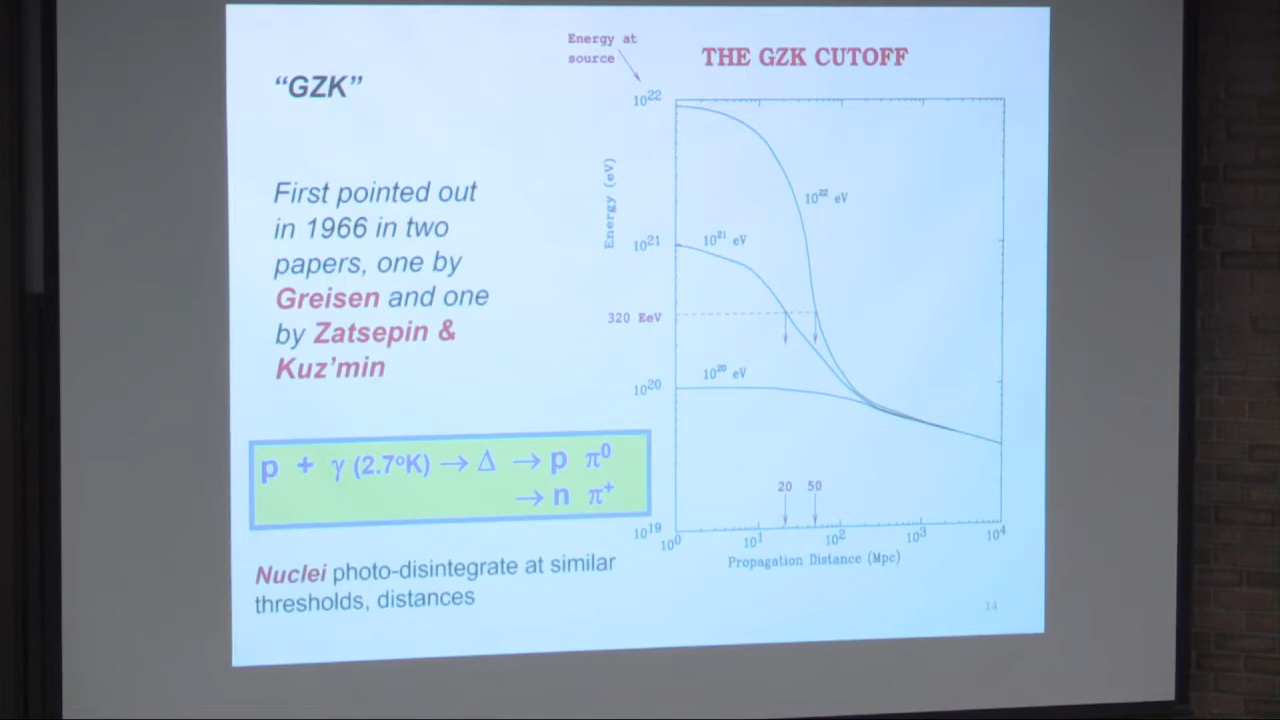 “GZK”
First pointed out
in 1966 in two
papers, one by
Greisen and one
by Zatsepin &
Kuz’min
p + γ (2.7°K) → Δ → p π⁰
→ n π⁺
Nuclei photo-disintegrate at similar
thresholds, distances
Energy at
source
THE GZK CUTOFF
10²²
10²¹
320 EeV
10²⁰
10¹⁹
Energy (eV)
10²² eV
10²¹ eV
10²⁰ eV
20 50
10⁰ 10¹ 10² 10³ 10⁴
Propagation Distance (Mpc)
14